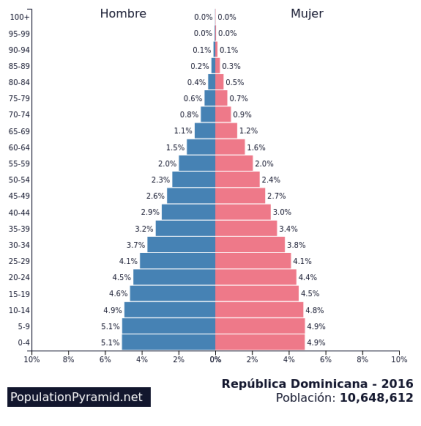 Hombre Mujer
100+ 0.0% 0.0%
95-99 0.0% 0.0%
90-94 0.1% 0.1%
85-89 0.2% 0.3%
80-84 0.4% 0.5%
75-79 0.6% 0.7%
70-74 0.8% 0.9%
65-69 1.1% 1.2%
60-64 1.5% 1.6%
55-59 2.0% 2.0%
50-54 2.3% 2.4%
45-49 2.6% 2.7%
40-44 2.9% 3.0%
35-39 3.2% 3.4%
30-34 3.7% 3.8%
25-29 4.1% 4.1%
20-24 4.5% 4.4%
15-19 4.6% 4.5%
10-14 4.9% 4.8%
5-9 5.1% 4.9%
0-4 5.1% 4.9%
10% 8% 6% 4% 2% 0% 2% 4% 6% 8% 10%
República Dominicana - 2016
PopulationPyramid.net
Población: 10,648,612